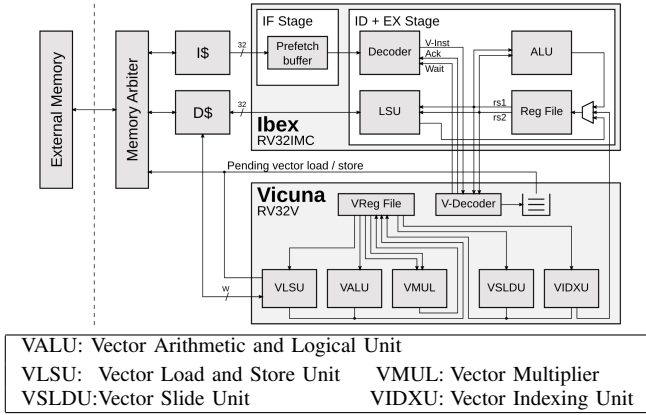 IF Stage
ID + EX Stage
I$
32
Prefetch
buffer
Decoder
V-Inst
Ack
Wait
ALU
External Memory
Memory Arbiter
D$
32
LSU
rs1
rs2
Reg File
Ibex
RV32IMC
Pending vector load / store
Vicuna
RV32V
VReg File
V-Decoder
w
VLSU
VALU
VMUL
VSLDU
VIDXU
VALU: Vector Arithmetic and Logical Unit
VLSU: Vector Load and Store Unit VMUL: Vector Multiplier
VSLDU:Vector Slide Unit VIDXU: Vector Indexing Unit